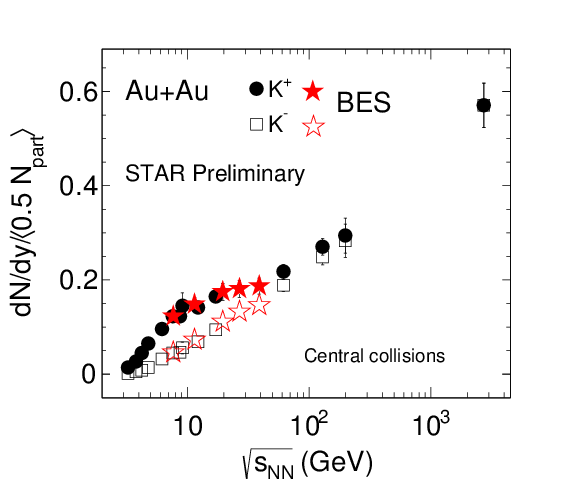 Au+Au
K⁺
K⁻
BES
STAR Preliminary
Central collisions
0.6
0.4
0.2
0
10
10²
10³
dN/dy/⟨0.5 N_part⟩
√s_NN (GeV)